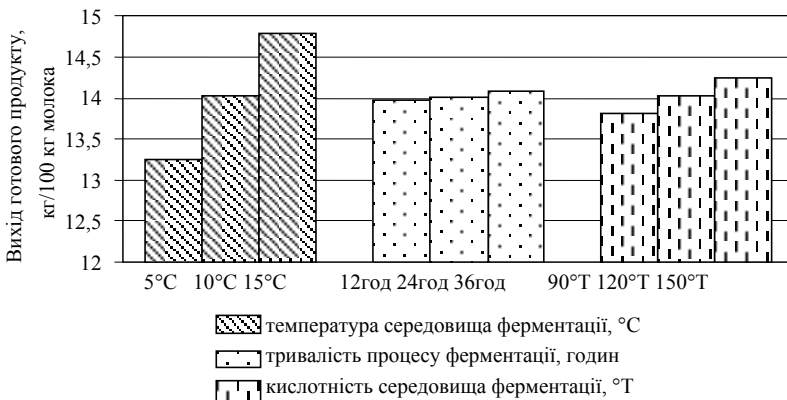 Вихід готового продукту,
кг/100 кг молока
15
14,5
14
13,5
13
12,5
12
5°C 10°C 15°C 12год 24год 36год 90°Т 120°Т 150°Т
температура середовища ферментації, °C
тривалість процесу ферментації, годин
кислотність середовища ферментації, °Т